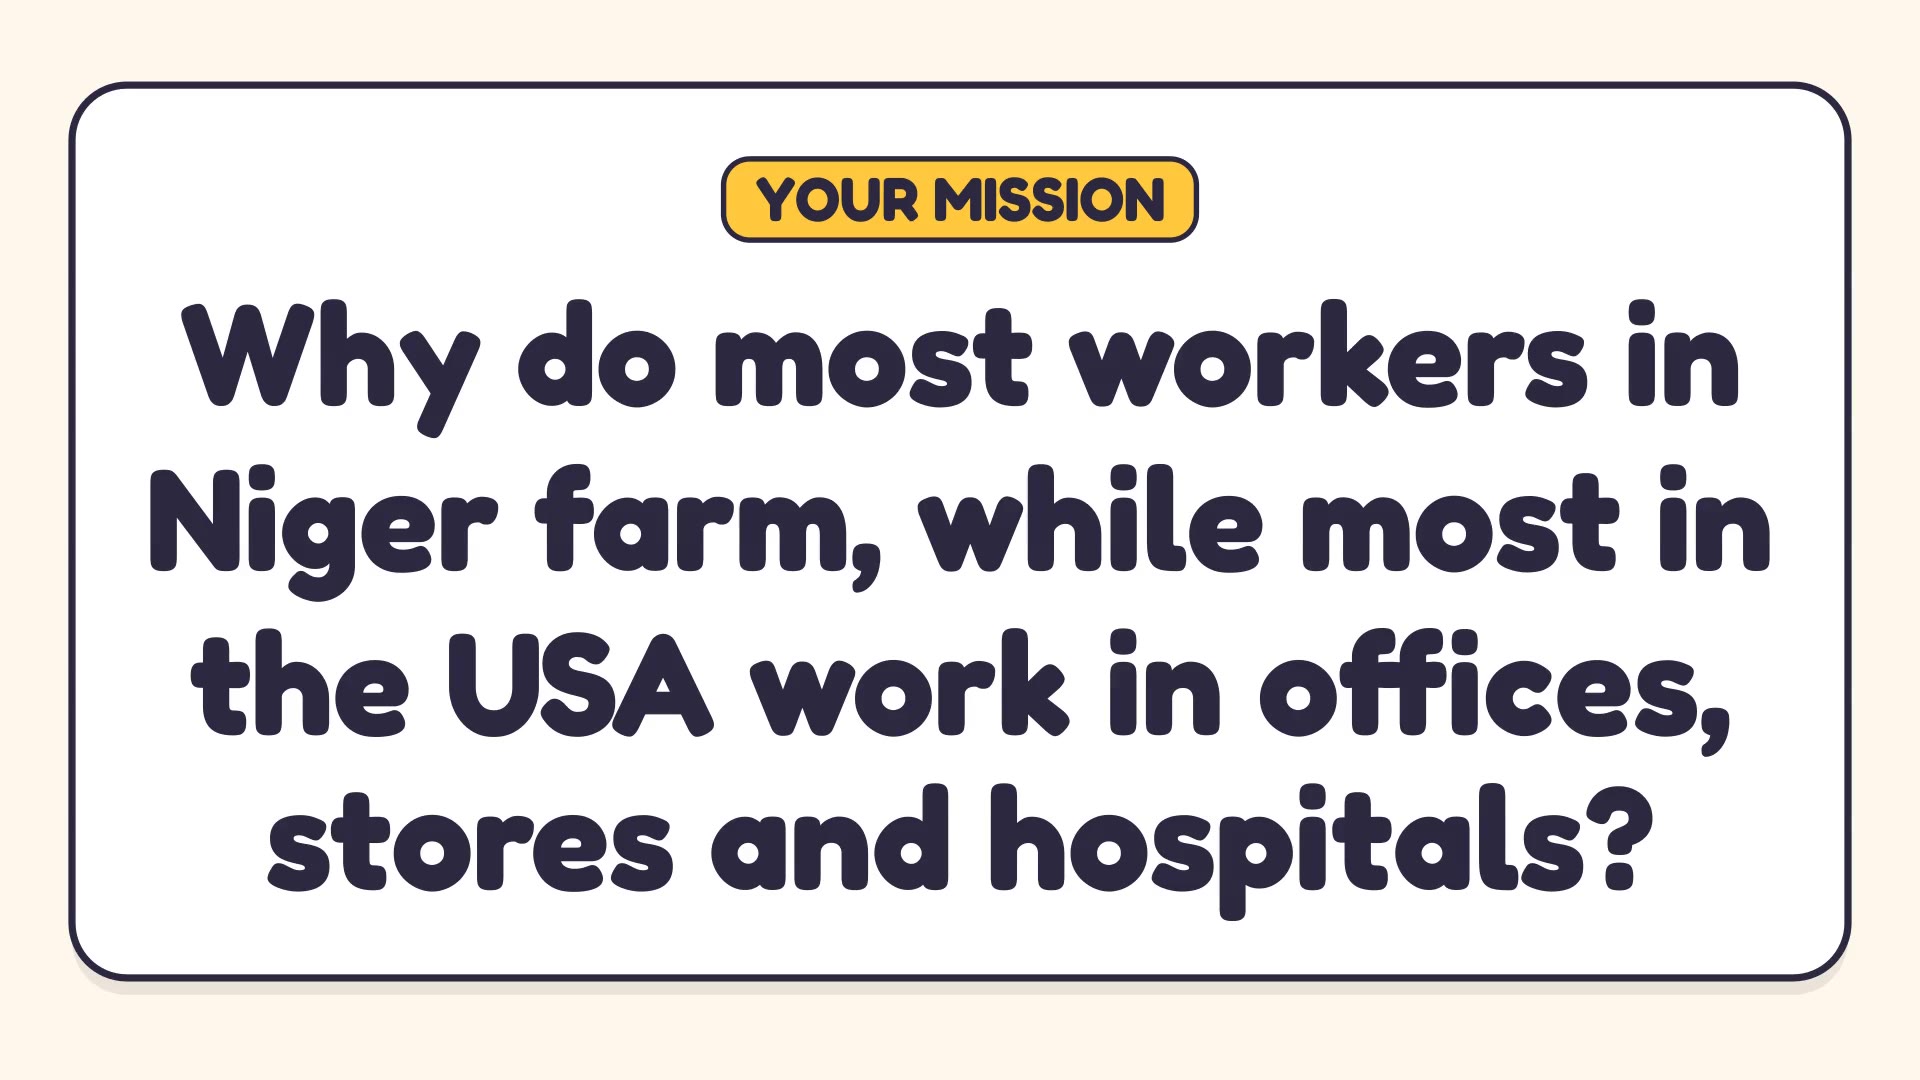 YOUR MISSION
Why do most workers in
Niger farm, while most in
the USA work in offices,
stores and hospitals?